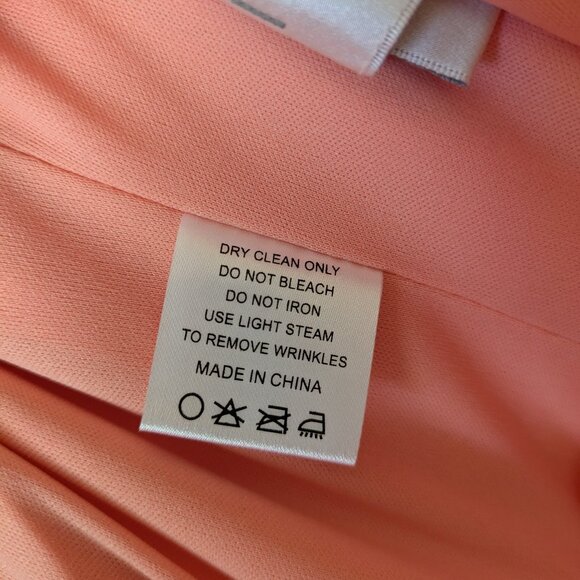 DRY CLEAN ONLY
DO NOT BLEACH
DO NOT IRON
USE LIGHT STEAM
TO REMOVE WRINKLES
MADE IN CHINA